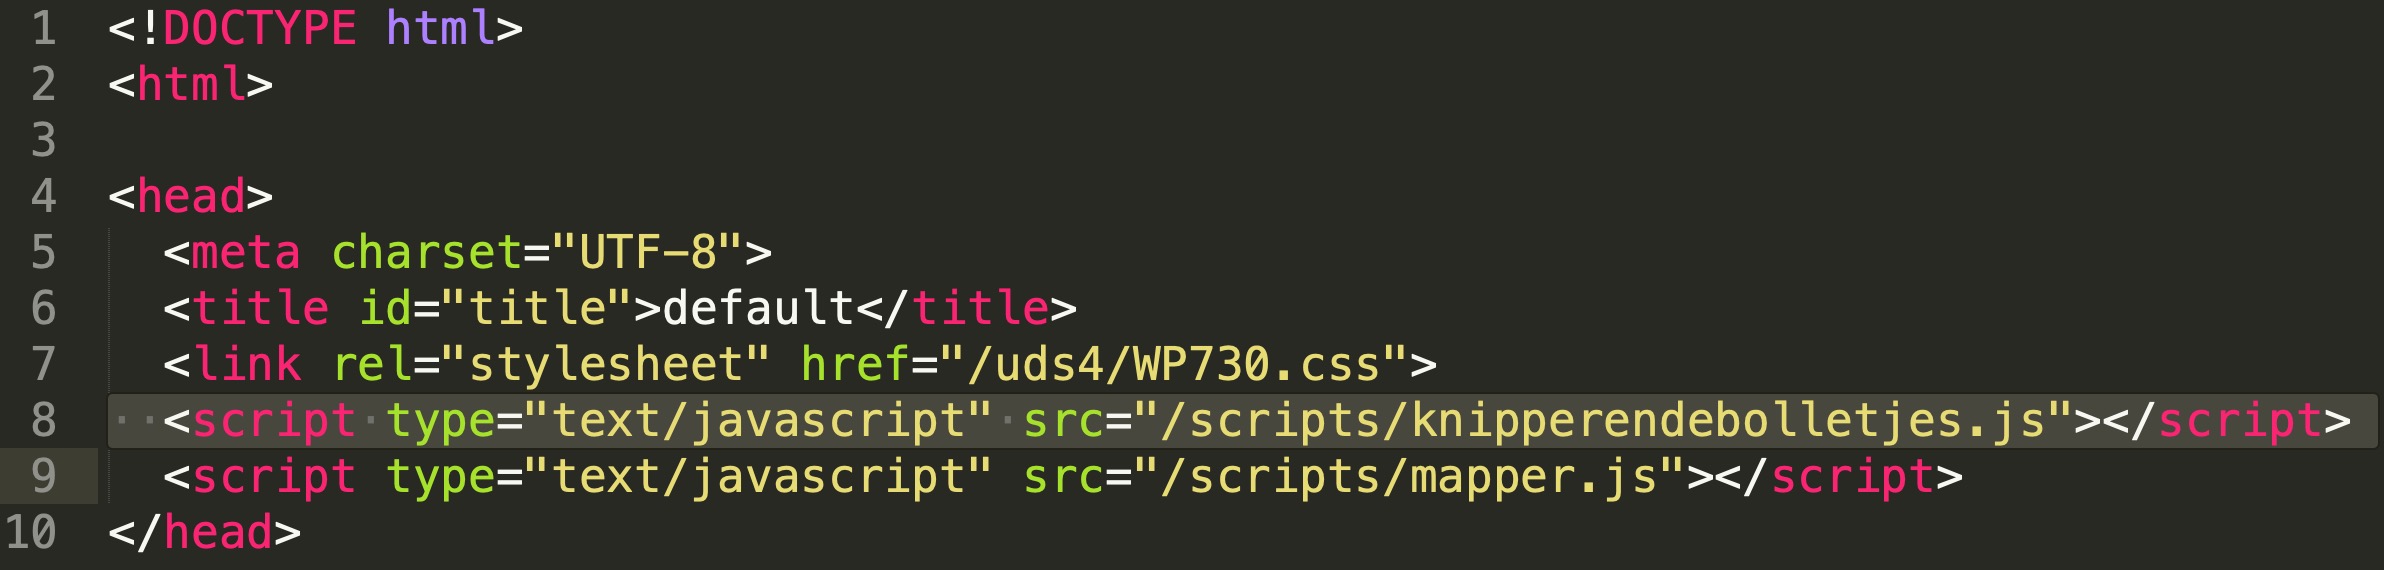 1 <!DOCTYPE html>
2 <html>
3
4 <head>
5   <meta charset="UTF-8">
6   <title id="title">default</title>
7   <link rel="stylesheet" href="/uds4/WP730.css">
8 ··<script·type="text/javascript"·src="/scripts/knipperendebolletjes.js"></script>
9   <script type="text/javascript" src="/scripts/mapper.js"></script>
10 </head>